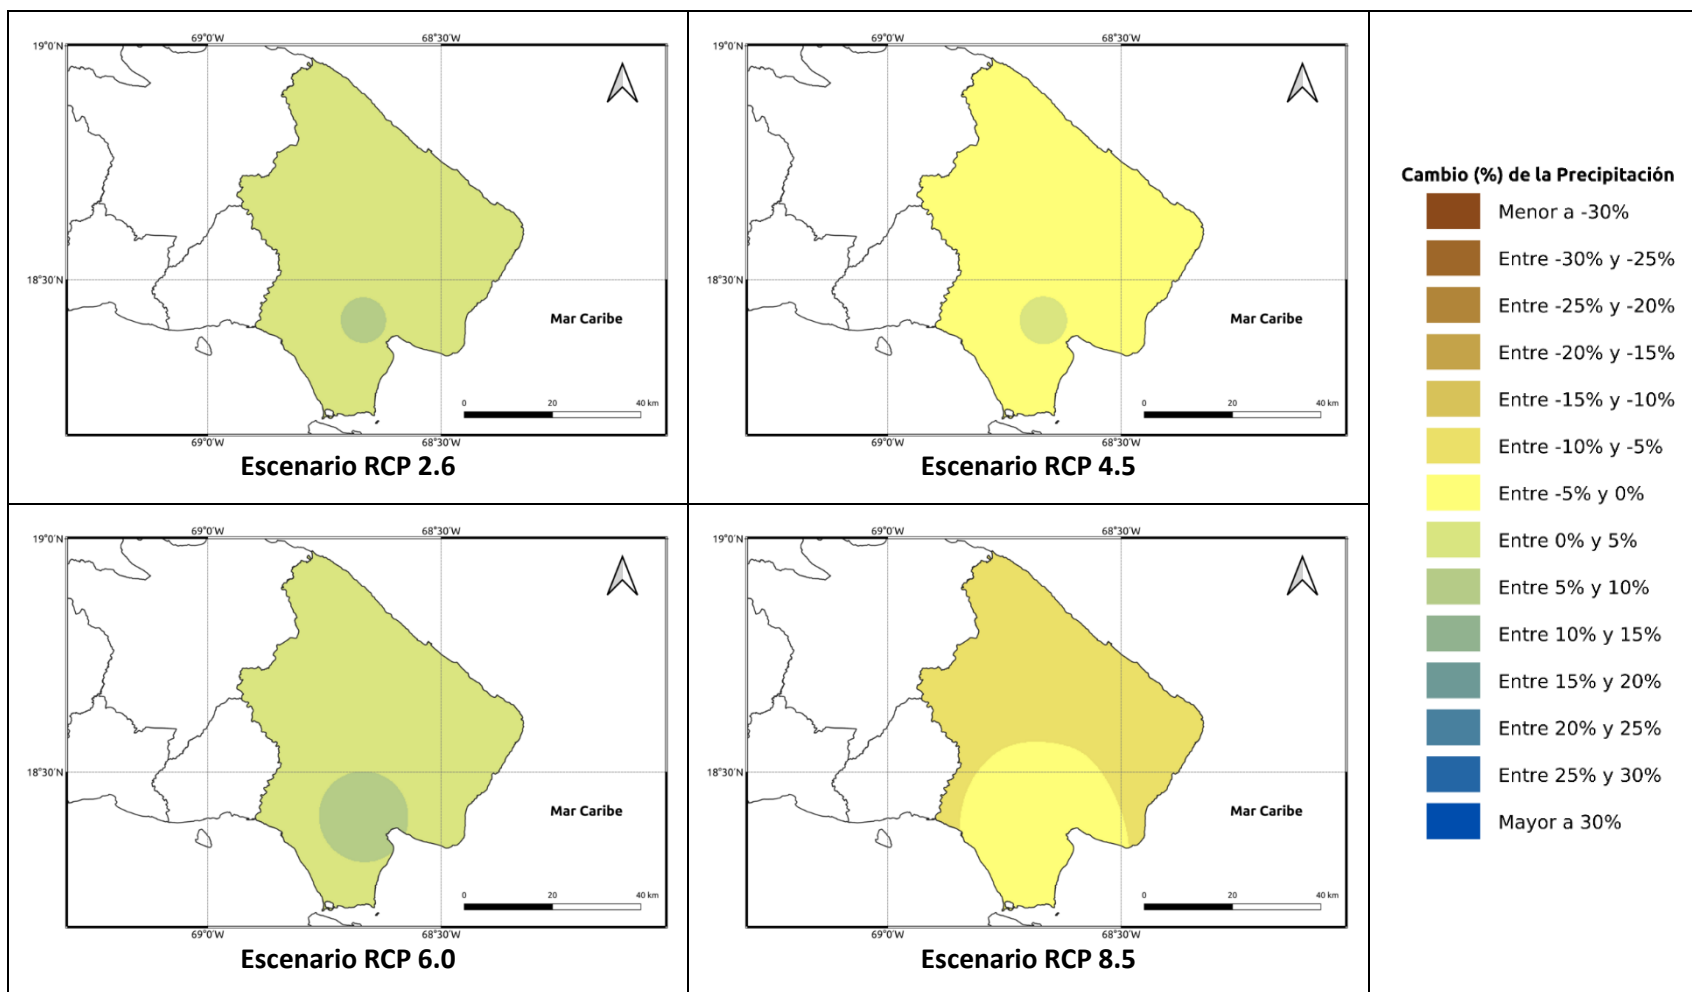 69°0'W 68°30'W
19°0'N
18°30'N
Mar Caribe
0 20 40 km
69°0'W 68°30'W
Escenario RCP 2.6
69°0'W 68°30'W
19°0'N
18°30'N
Mar Caribe
0 20 40 km
69°0'W 68°30'W
Escenario RCP 4.5
69°0'W 68°30'W
19°0'N
18°30'N
Mar Caribe
0 20 40 km
69°0'W 68°30'W
Escenario RCP 6.0
69°0'W 68°30'W
19°0'N
18°30'N
Mar Caribe
0 20 40 km
69°0'W 68°30'W
Escenario RCP 8.5
Cambio (%) de la Precipitación
Menor a -30%
Entre -30% y -25%
Entre -25% y -20%
Entre -20% y -15%
Entre -15% y -10%
Entre -10% y -5%
Entre -5% y 0%
Entre 0% y 5%
Entre 5% y 10%
Entre 10% y 15%
Entre 15% y 20%
Entre 20% y 25%
Entre 25% y 30%
Mayor a 30%